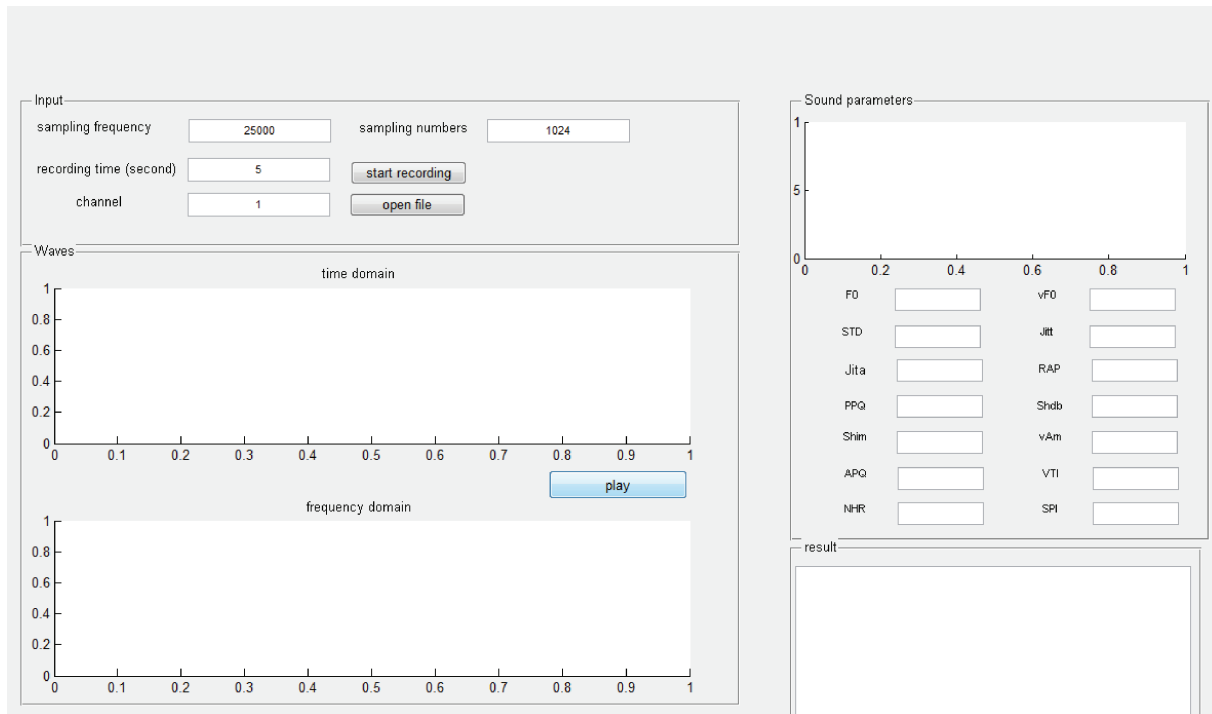 Input
sampling frequency 25000 sampling numbers 1024
recording time (second) 5 start recording
channel 1 open file
Waves
time domain
1
0.8
0.6
0.4
0.2
0
0 0.1 0.2 0.3 0.4 0.5 0.6 0.7 0.8 0.9 1
play
frequency domain
1
0.8
0.6
0.4
0.2
0
0 0.1 0.2 0.3 0.4 0.5 0.6 0.7 0.8 0.9 1
Sound parameters
1
5
0
0 0.2 0.4 0.6 0.8 1
F0 vF0
STD Jitt
Jita RAP
PPQ Shdb
Shim vAm
APQ VTI
NHR SPI
result